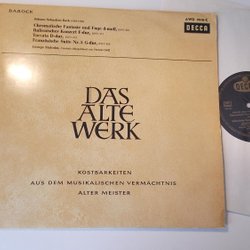 BAROCK
Johann Sebastian Bach
Chromatische Fantasie und Fuge d-moll,
Italienisches Konzert F-dur,
Toccata D-dur,
Französische Suite Nr. 5 G-dur,
George Malcolm,
DECCA
DAS
ALTE
WERK
KOSTBARKEITEN
AUS DEM MUSIKALISCHEN VERMÄCHTNIS
ALTER MEISTER